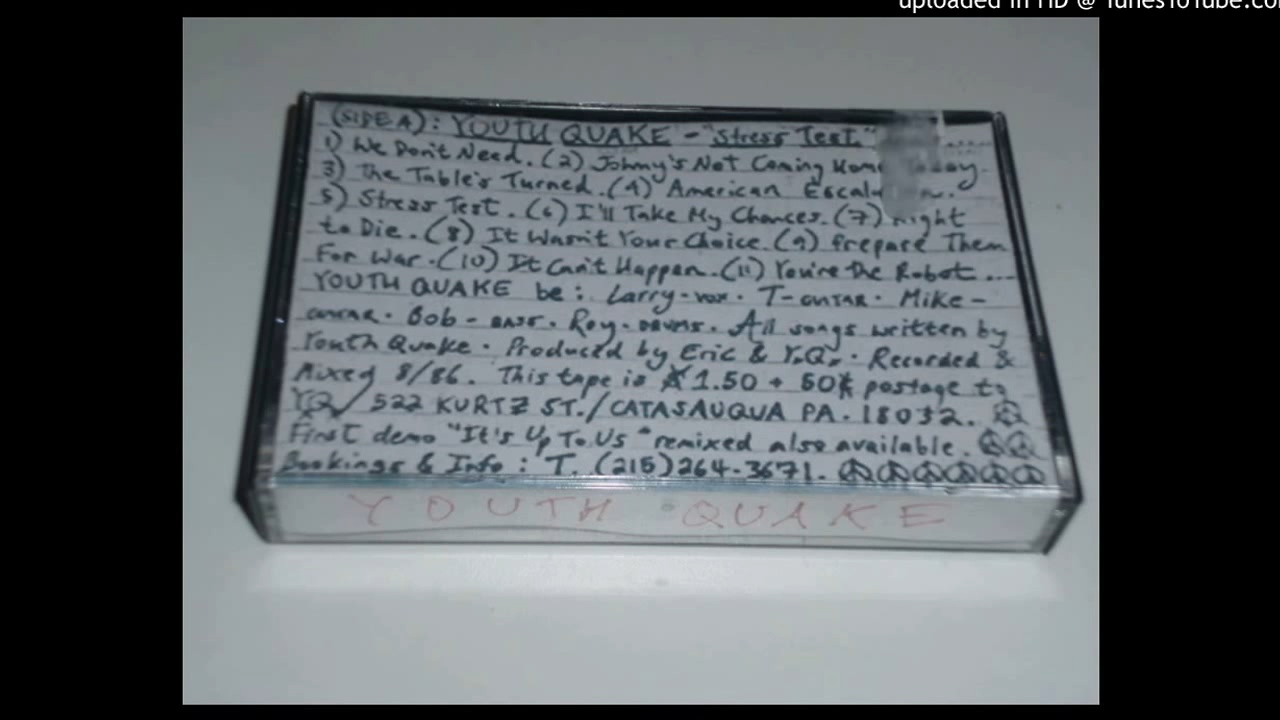 uploaded in HD @ TunesToTube.com
(SIDE A): YOUTH QUAKE - "Stress Test"
1) We Don't Need. (2) Johnny's Not Coming Home Today.
3) The Table's Turned. (4) American
5) Stress Test. (6) I'll Take My Chances. (7) Right
to Die. (8) It Wasn't Your Choice. (9) Prepare Them
For War. (10) It Can't Happen. (11) You're the Robot...
YOUTH QUAKE be: Larry-vox. T-GUITAR. Mike-
GUITAR. Bob-BASS. Roy-DRUMS. All songs written by
Youth Quake. Produced by Eric & Y.Q. Recorded &
Mixed 8/86. This tape is $1.50 + 50¢ postage to
YQ/ 522 KURTZ ST./CATASAUQUA PA. 18032.
First demo "It's Up To Us" remixed also available.
Bookings & Info: T. (215) 264-3671.
YOUTH QUAKE